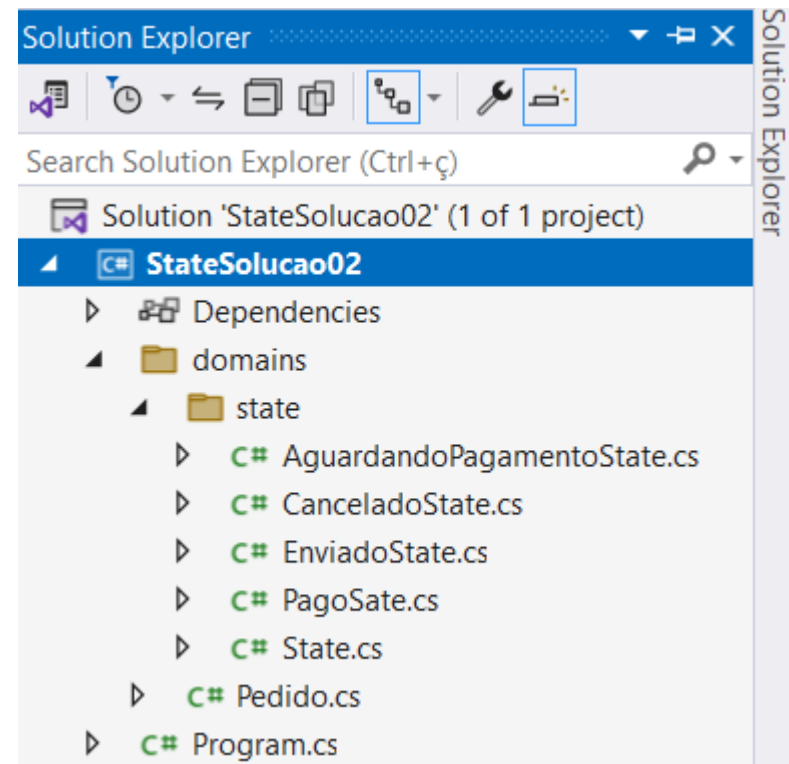 Solution Explorer
Solution Explorer
Search Solution Explorer (Ctrl+ç)
Solution 'StateSolucao02' (1 of 1 project)
C# StateSolucao02
Dependencies
domains
state
C# AguardandoPagamentoState.cs
C# CanceladoState.cs
C# EnviadoState.cs
C# PagoSate.cs
C# State.cs
C# Pedido.cs
C# Program.cs